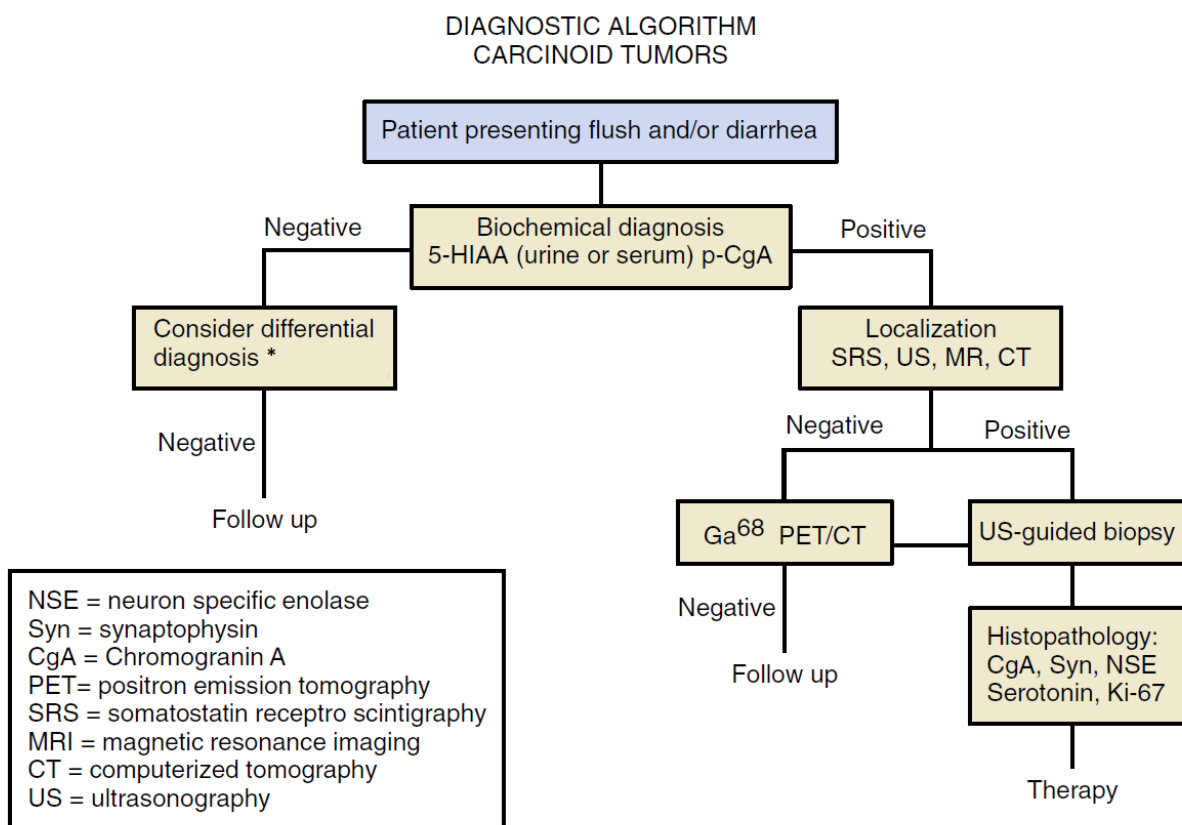 DIAGNOSTIC ALGORITHM
CARCINOID TUMORS
Patient presenting flush and/or diarrhea
Negative
Biochemical diagnosis
5-HIAA (urine or serum) p-CgA
Positive
Consider differential
diagnosis *
Localization
SRS, US, MR, CT
Negative
Follow up
Negative
Positive
Ga68 PET/CT
US-guided biopsy
Negative
Follow up
Histopathology:
CgA, Syn, NSE
Serotonin, Ki-67
Therapy
NSE = neuron specific enolase
Syn = synaptophysin
CgA = Chromogranin A
PET= positron emission tomography
SRS = somatostatin receptro scintigraphy
MRI = magnetic resonance imaging
CT = computerized tomography
US = ultrasonography